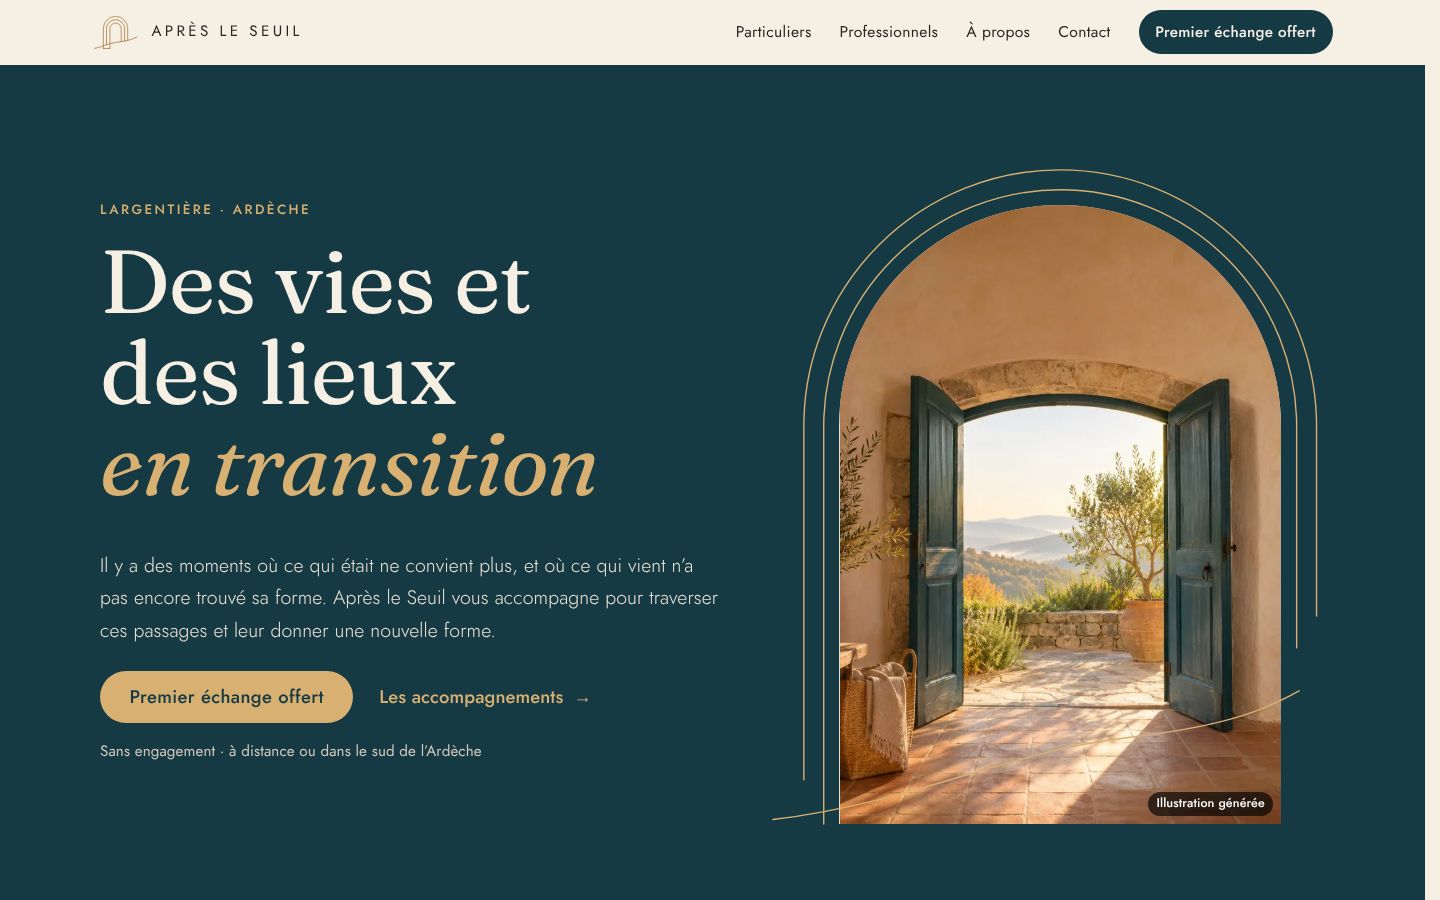 APRÈS LE SEUIL
Particuliers
Professionnels
À propos
Contact
Premier échange offert
LARGENTIÈRE · ARDÈCHE
Des vies et
des lieux
en transition
Il y a des moments où ce qui était ne convient plus, et où ce qui vient n’a
pas encore trouvé sa forme. Après le Seuil vous accompagne pour traverser
ces passages et leur donner une nouvelle forme.
Premier échange offert
Les accompagnements →
Sans engagement · à distance ou dans le sud de l’Ardèche
Illustration générée